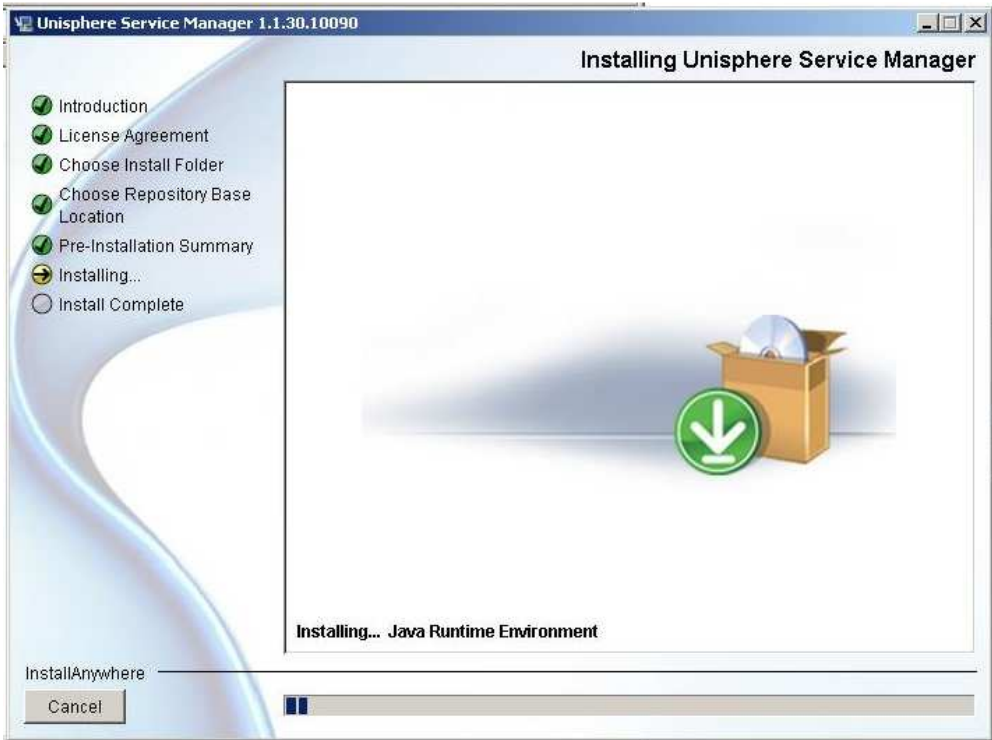 Unisphere Service Manager 1.1.30.10090
Installing Unisphere Service Manager
Introduction
License Agreement
Choose Install Folder
Choose Repository Base
Location
Pre-Installation Summary
Installing...
Install Complete
Installing... Java Runtime Environment
InstallAnywhere
Cancel